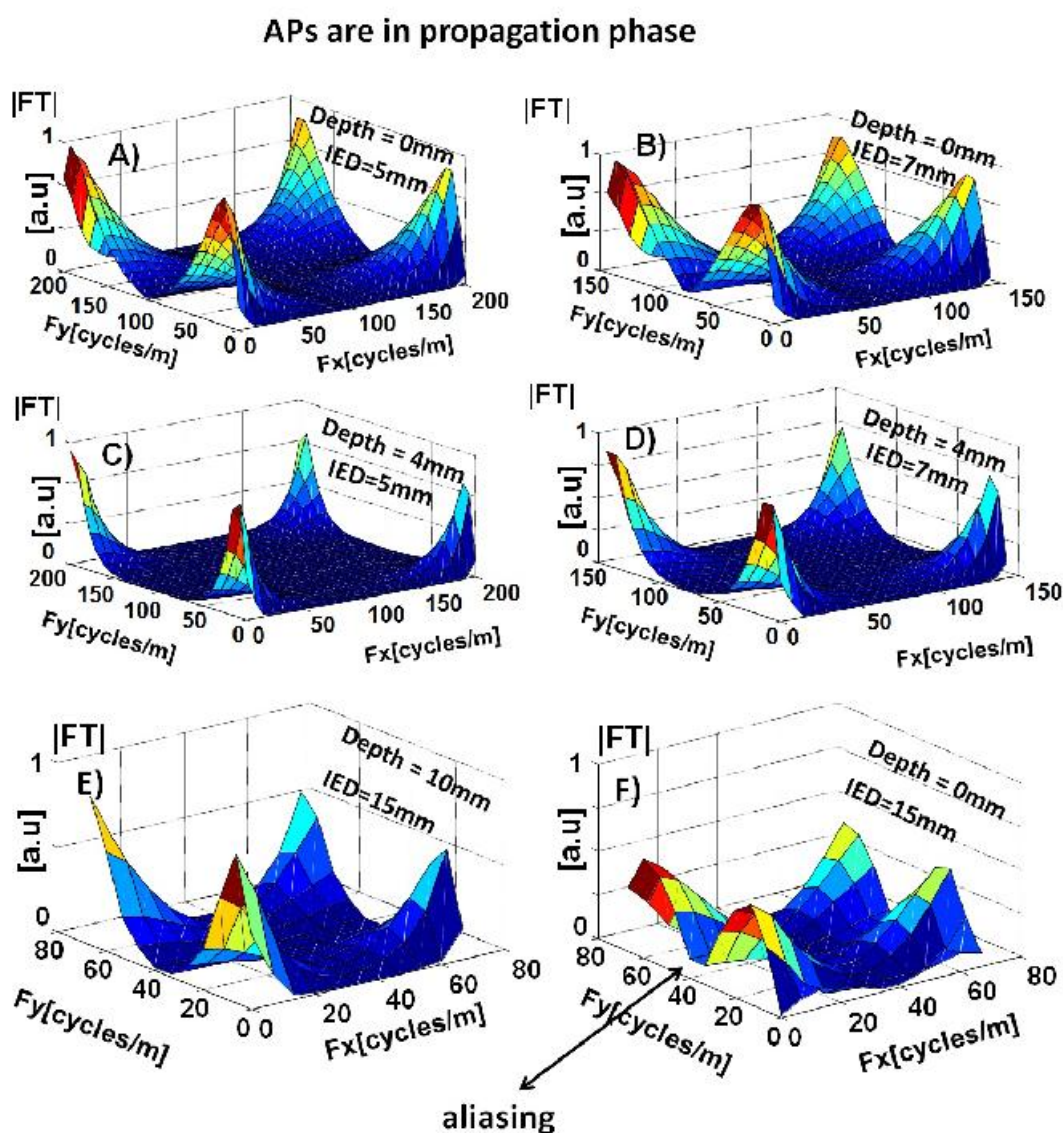 APs are in propagation phase
|FT|
A)
Depth = 0mm
IED=5mm
[a.u]
1
0
200
150
100
50
0
Fy[cycles/m]
0
50
100
150
200
Fx[cycles/m]
|FT|
B)
Depth = 0mm
IED=7mm
[a.u]
1
0
150
100
50
0
Fy[cycles/m]
0
50
100
150
Fx[cycles/m]
|FT|
C)
Depth = 4mm
IED=5mm
[a.u]
1
0
200
150
100
50
0
Fy[cycles/m]
0
50
100
150
200
Fx[cycles/m]
|FT|
D)
Depth = 4mm
IED=7mm
[a.u]
1
0
150
100
50
0
Fy[cycles/m]
0
50
100
150
Fx[cycles/m]
|FT|
E)
Depth = 10mm
IED=15mm
[a.u]
1
0
80
60
40
20
0
Fy[cycles/m]
0
20
40
60
80
Fx[cycles/m]
|FT|
F)
Depth = 0mm
IED=15mm
[a.u]
1
0
80
60
40
20
0
Fy[cycles/m]
0
20
40
60
80
Fx[cycles/m]
aliasing